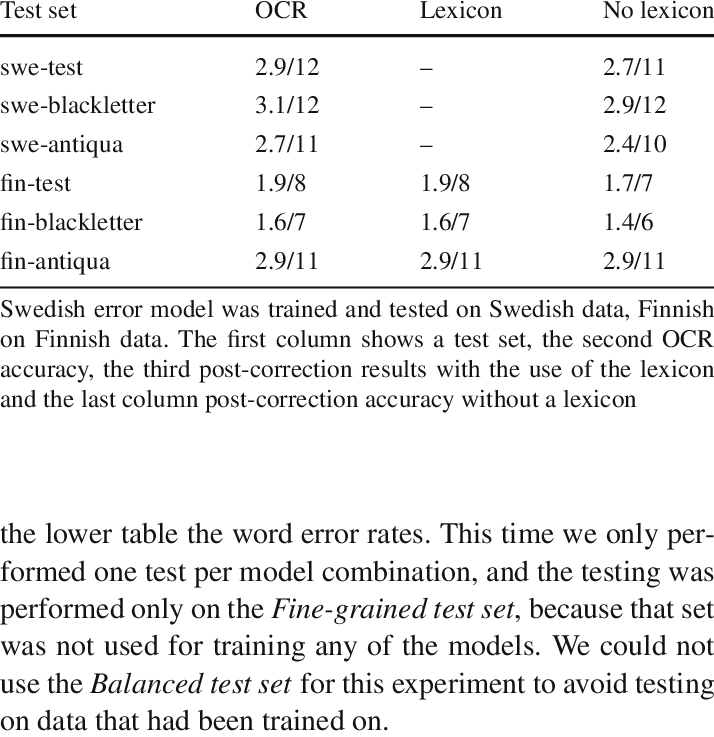 Test set OCR Lexicon No lexicon
swe-test 2.9/12 – 2.7/11
swe-blackletter 3.1/12 – 2.9/12
swe-antiqua 2.7/11 – 2.4/10
fin-test 1.9/8 1.9/8 1.7/7
fin-blackletter 1.6/7 1.6/7 1.4/6
fin-antiqua 2.9/11 2.9/11 2.9/11
Swedish error model was trained and tested on Swedish data, Finnish
on Finnish data. The first column shows a test set, the second OCR
accuracy, the third post-correction results with the use of the lexicon
and the last column post-correction accuracy without a lexicon
the lower table the word error rates. This time we only per-
formed one test per model combination, and the testing was
performed only on the Fine-grained test set, because that set
was not used for training any of the models. We could not
use the Balanced test set for this experiment to avoid testing
on data that had been trained on.